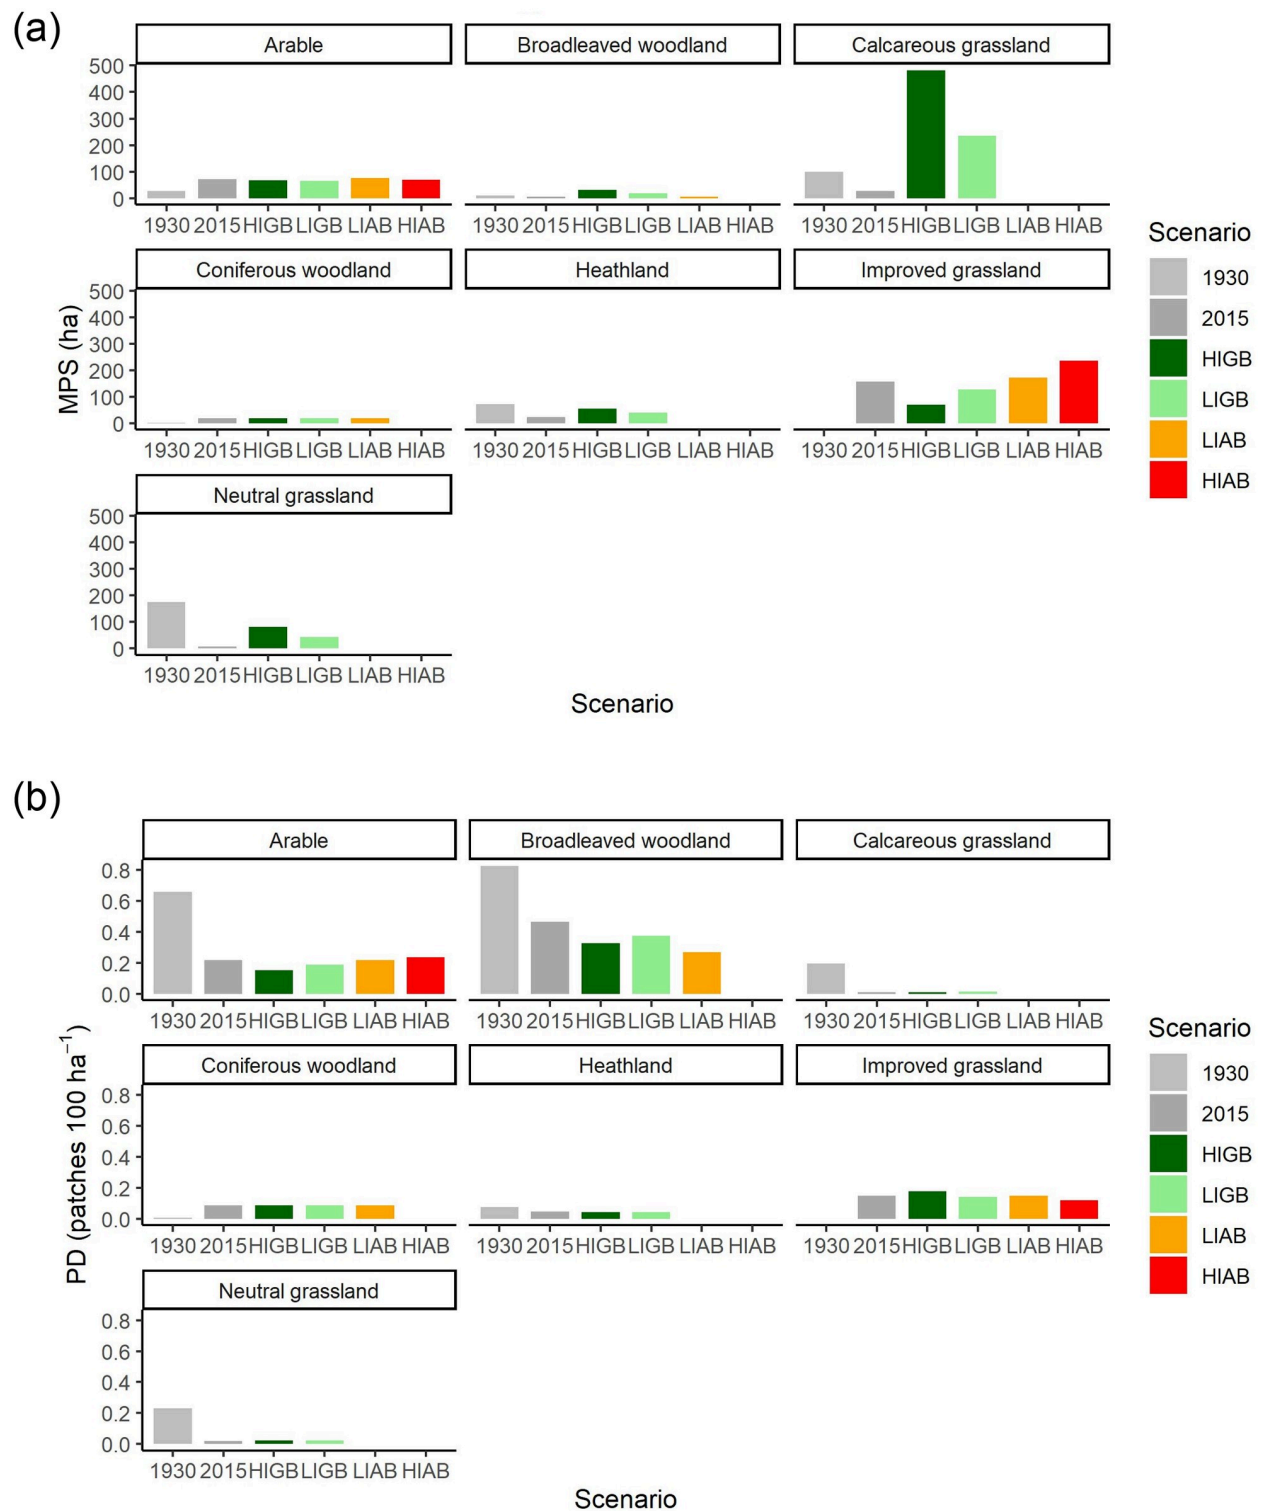 (a)
Arable Broadleaved woodland Calcareous grassland
500
400
300
200
100
0
1930 2015 HIGB LIGB LIAB HIAB 1930 2015 HIGB LIGB LIAB HIAB 1930 2015 HIGB LIGB LIAB HIAB
Coniferous woodland Heathland Improved grassland
500
400
300
200
100
0
1930 2015 HIGB LIGB LIAB HIAB 1930 2015 HIGB LIGB LIAB HIAB 1930 2015 HIGB LIGB LIAB HIAB
Neutral grassland
500
400
300
200
100
0
1930 2015 HIGB LIGB LIAB HIAB
MPS (ha)
Scenario
Scenario
1930
2015
HIGB
LIGB
LIAB
HIAB
(b)
Arable Broadleaved woodland Calcareous grassland
0.8
0.6
0.4
0.2
0.0
1930 2015 HIGB LIGB LIAB HIAB 1930 2015 HIGB LIGB LIAB HIAB 1930 2015 HIGB LIGB LIAB HIAB
Coniferous woodland Heathland Improved grassland
0.8
0.6
0.4
0.2
0.0
1930 2015 HIGB LIGB LIAB HIAB 1930 2015 HIGB LIGB LIAB HIAB 1930 2015 HIGB LIGB LIAB HIAB
Neutral grassland
0.8
0.6
0.4
0.2
0.0
1930 2015 HIGB LIGB LIAB HIAB
PD (patches 100 ha⁻¹)
Scenario
Scenario
1930
2015
HIGB
LIGB
LIAB
HIAB